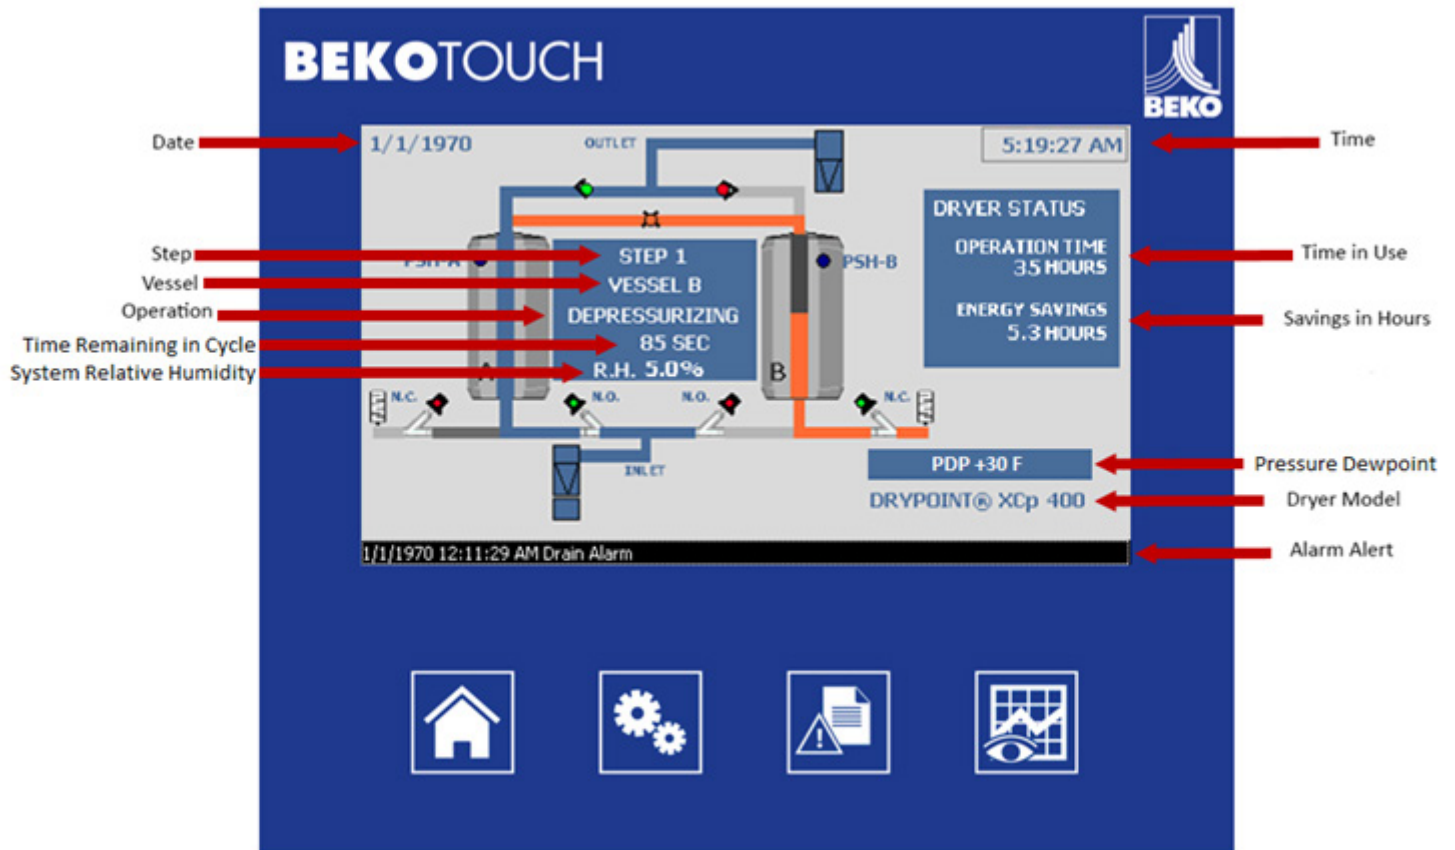 BEKOTOUCH
BEKO
Date
1/1/1970
OUTLET
5:19:27 AM
Time
DRYER STATUS
OPERATION TIME
35 HOURS
Time in Use
ENERGY SAVINGS
5.3 HOURS
Savings in Hours
Step
Vessel
Operation
Time Remaining in Cycle
System Relative Humidity
PSH-A
STEP 1
VESSEL B
DEPRESSURIZING
85 SEC
R.H. 5.0%
PSH-B
A
B
N.C.
N.O.
N.O.
N.C.
INLET
PDP +30 F
Pressure Dewpoint
DRYPOINT® XCp 400
Dryer Model
1/1/1970 12:11:29 AM Drain Alarm
Alarm Alert